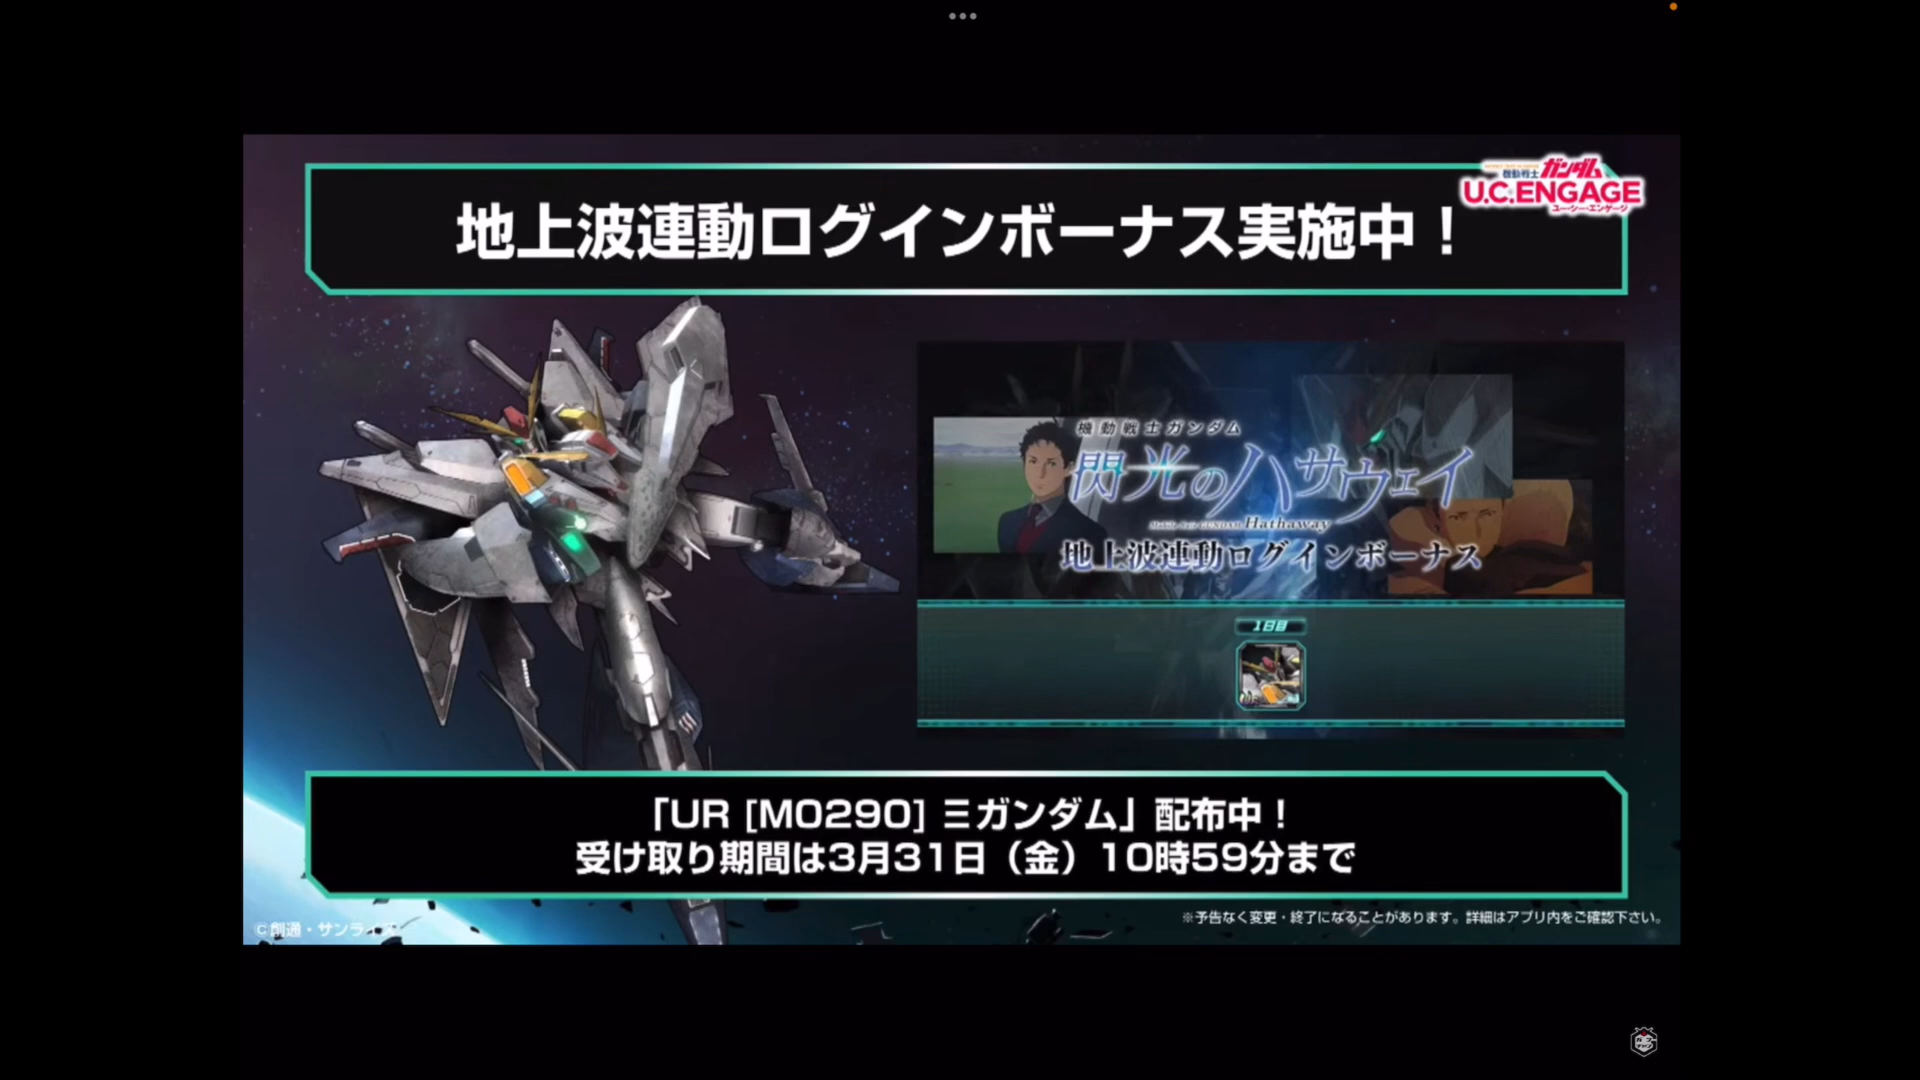 機動戦士ガンダム
U.C.ENGAGE
ユー・シー・エンゲージ
地上波連動ログインボーナス実施中！
機動戦士ガンダム
閃光のハサウェイ
Mobile Suit GUNDAM Hathaway
地上波連動ログインボーナス
1日目
UR
「UR [M0290] Ξガンダム」配布中！
受け取り期間は3月31日（金）10時59分まで
©創通・サンライズ
※予告なく変更・終了になることがあります。詳細はアプリ内をご確認下さい。